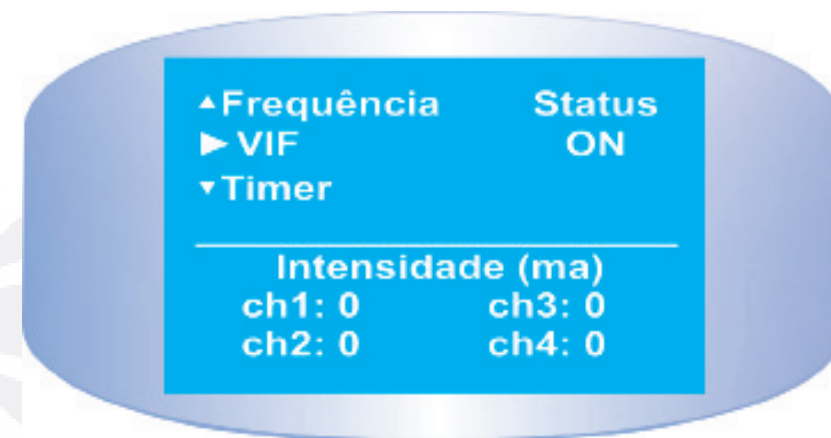 ▲Frequência Status
► VIF ON
▼Timer
Intensidade (ma)
ch1: 0 ch3: 0
ch2: 0 ch4: 0